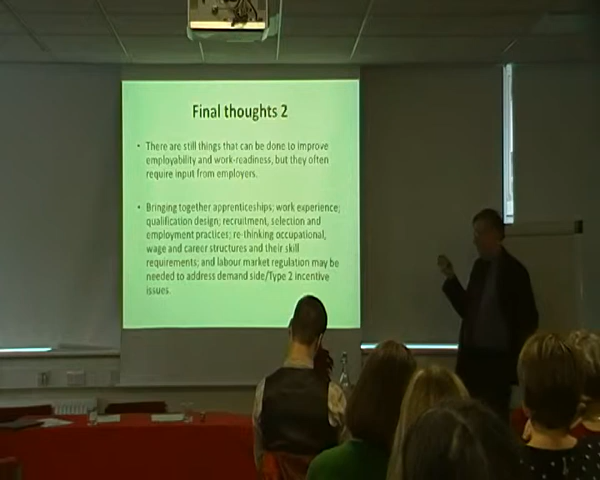 Final thoughts 2
• There are still things that can be done to improve
employability and work-readiness, but they often
require input from employers.
• Bringing together apprenticeships; work experience;
qualification design; recruitment, selection and
employment practices; re-thinking occupational,
wage and career structures and their skill
requirements; and labour market regulation may be
needed to address demand side/Type 2 incentive
issues.